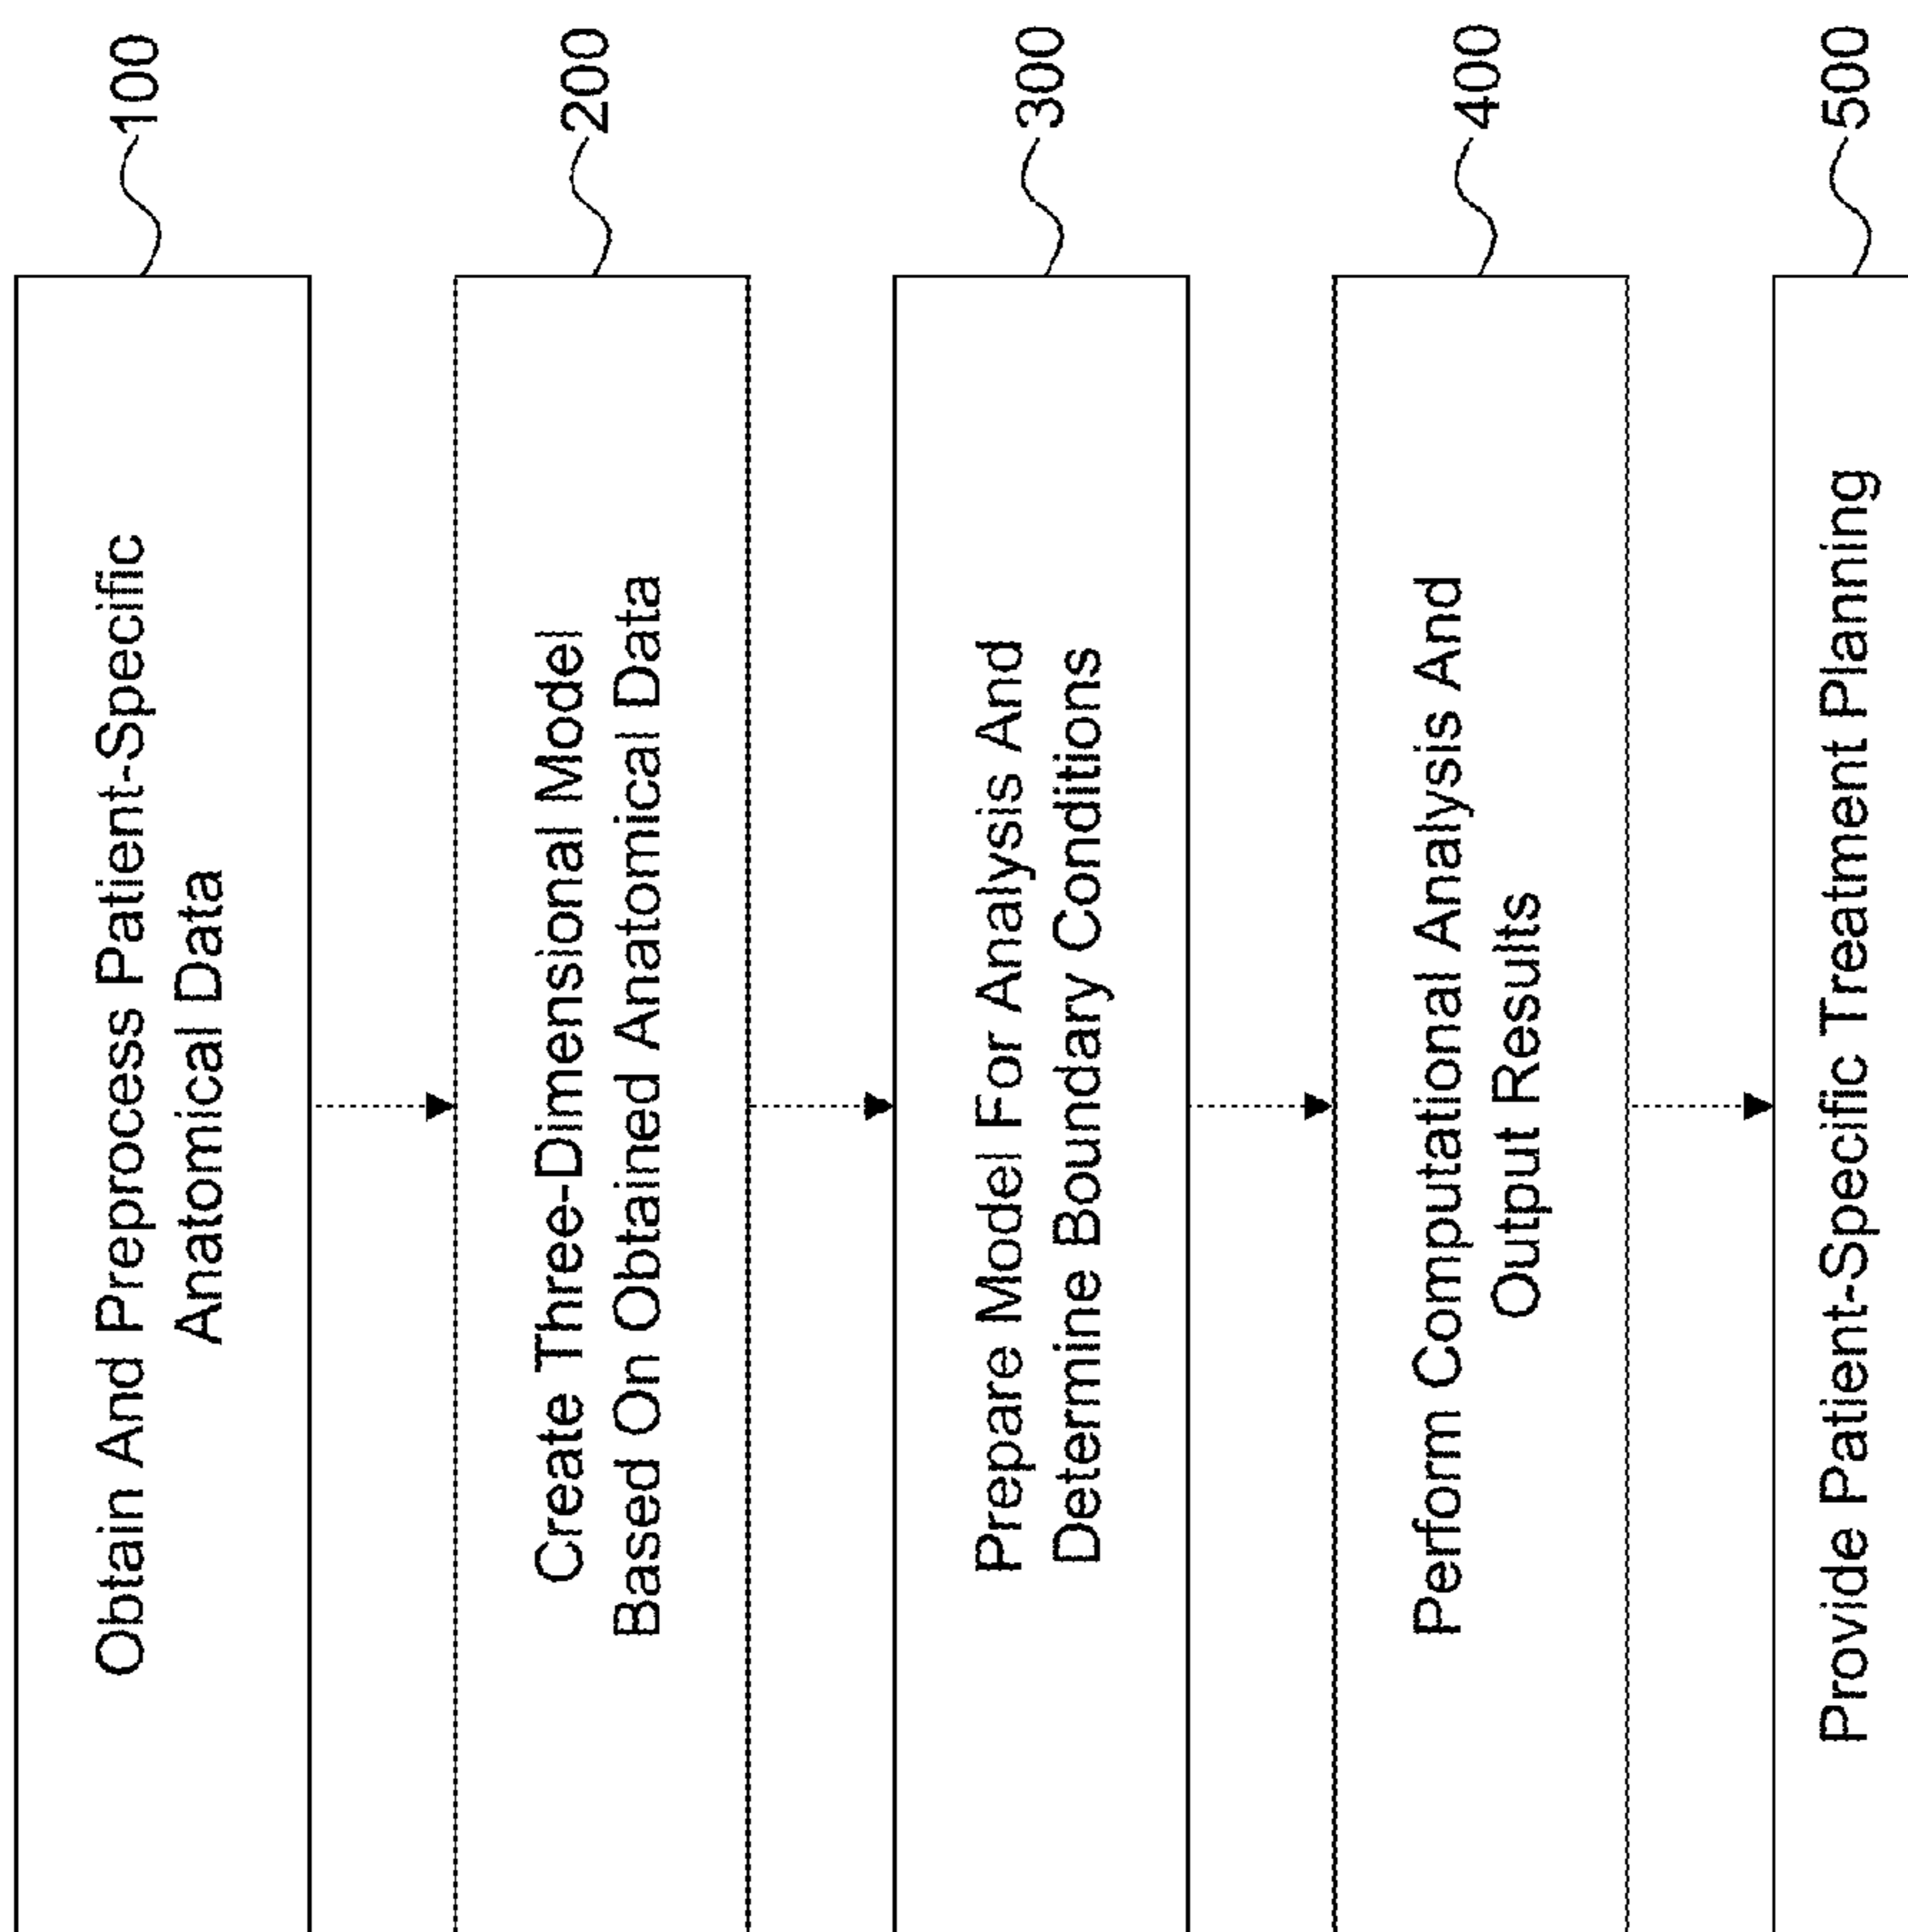 Obtain And Preprocess Patient-Specific
Anatomical Data
100
Create Three-Dimensional Model
Based On Obtained Anatomical Data
200
Prepare Model For Analysis And
Determine Boundary Conditions
300
Perform Computational Analysis And
Output Results
400
Provide Patient-Specific Treatment Planning
500